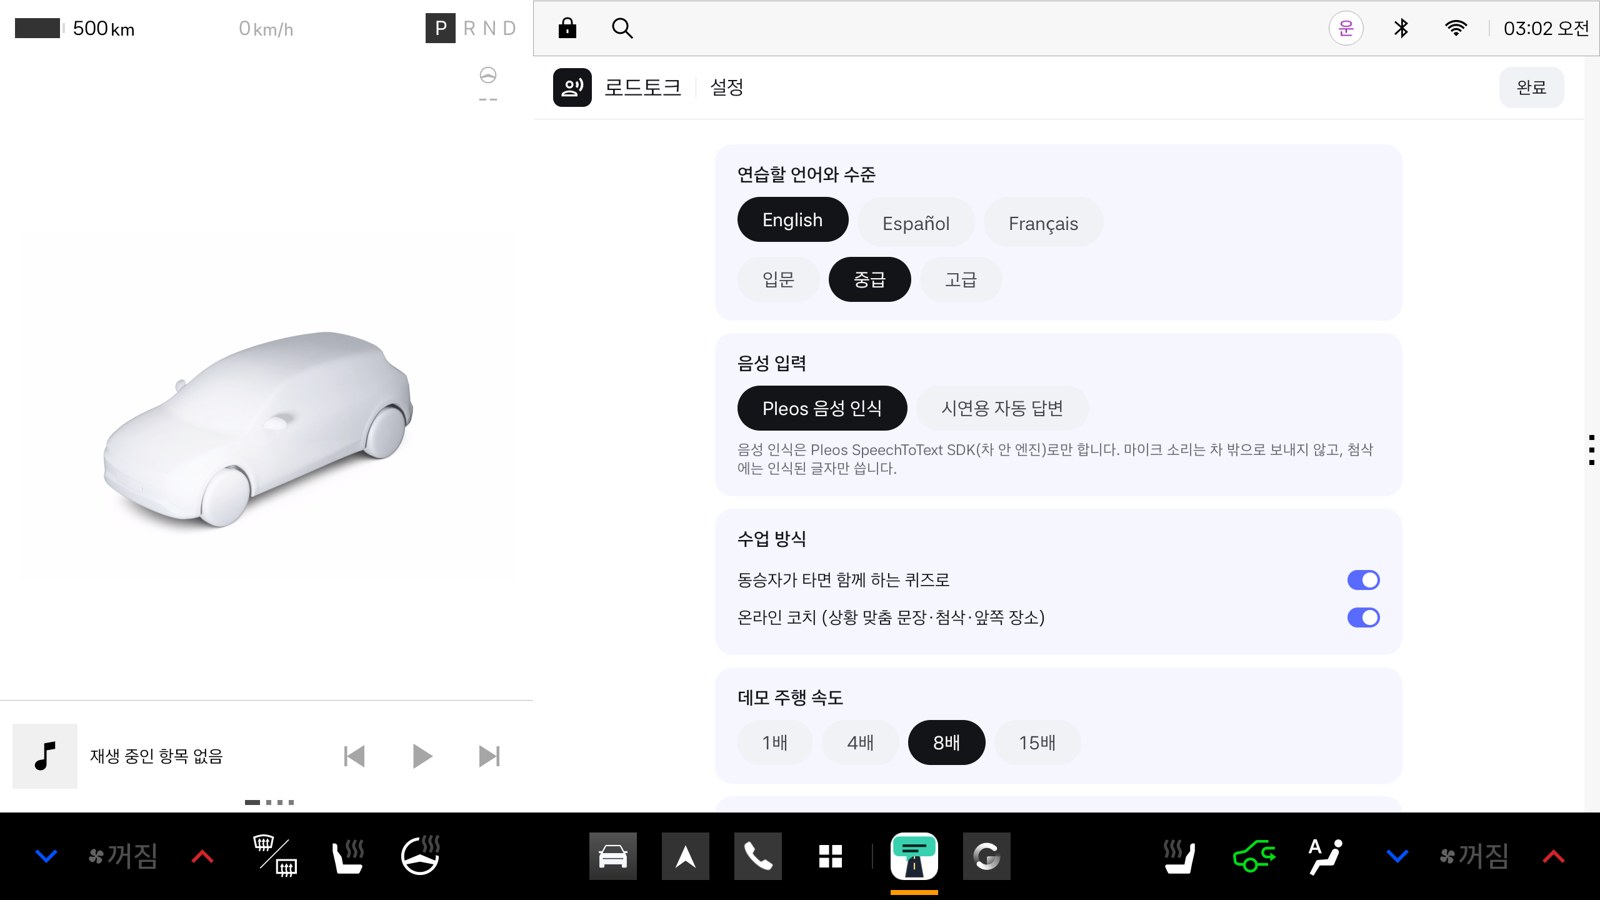 500 km
0 km/h
P R N D
--
운
03:02 오전
로드토크
설정
완료
연습할 언어와 수준
English
Español
Français
입문
중급
고급
음성 입력
Pleos 음성 인식
시연용 자동 답변
음성 인식은 Pleos SpeechToText SDK(차 안 엔진)로만 합니다. 마이크 소리는 차 밖으로 보내지 않고, 첨삭
에는 인식된 글자만 씁니다.
수업 방식
동승자가 타면 함께 하는 퀴즈로
온라인 코치 (상황 맞춤 문장·첨삭·앞쪽 장소)
데모 주행 속도
1배
4배
8배
15배
재생 중인 항목 없음
꺼짐
G
A
꺼짐